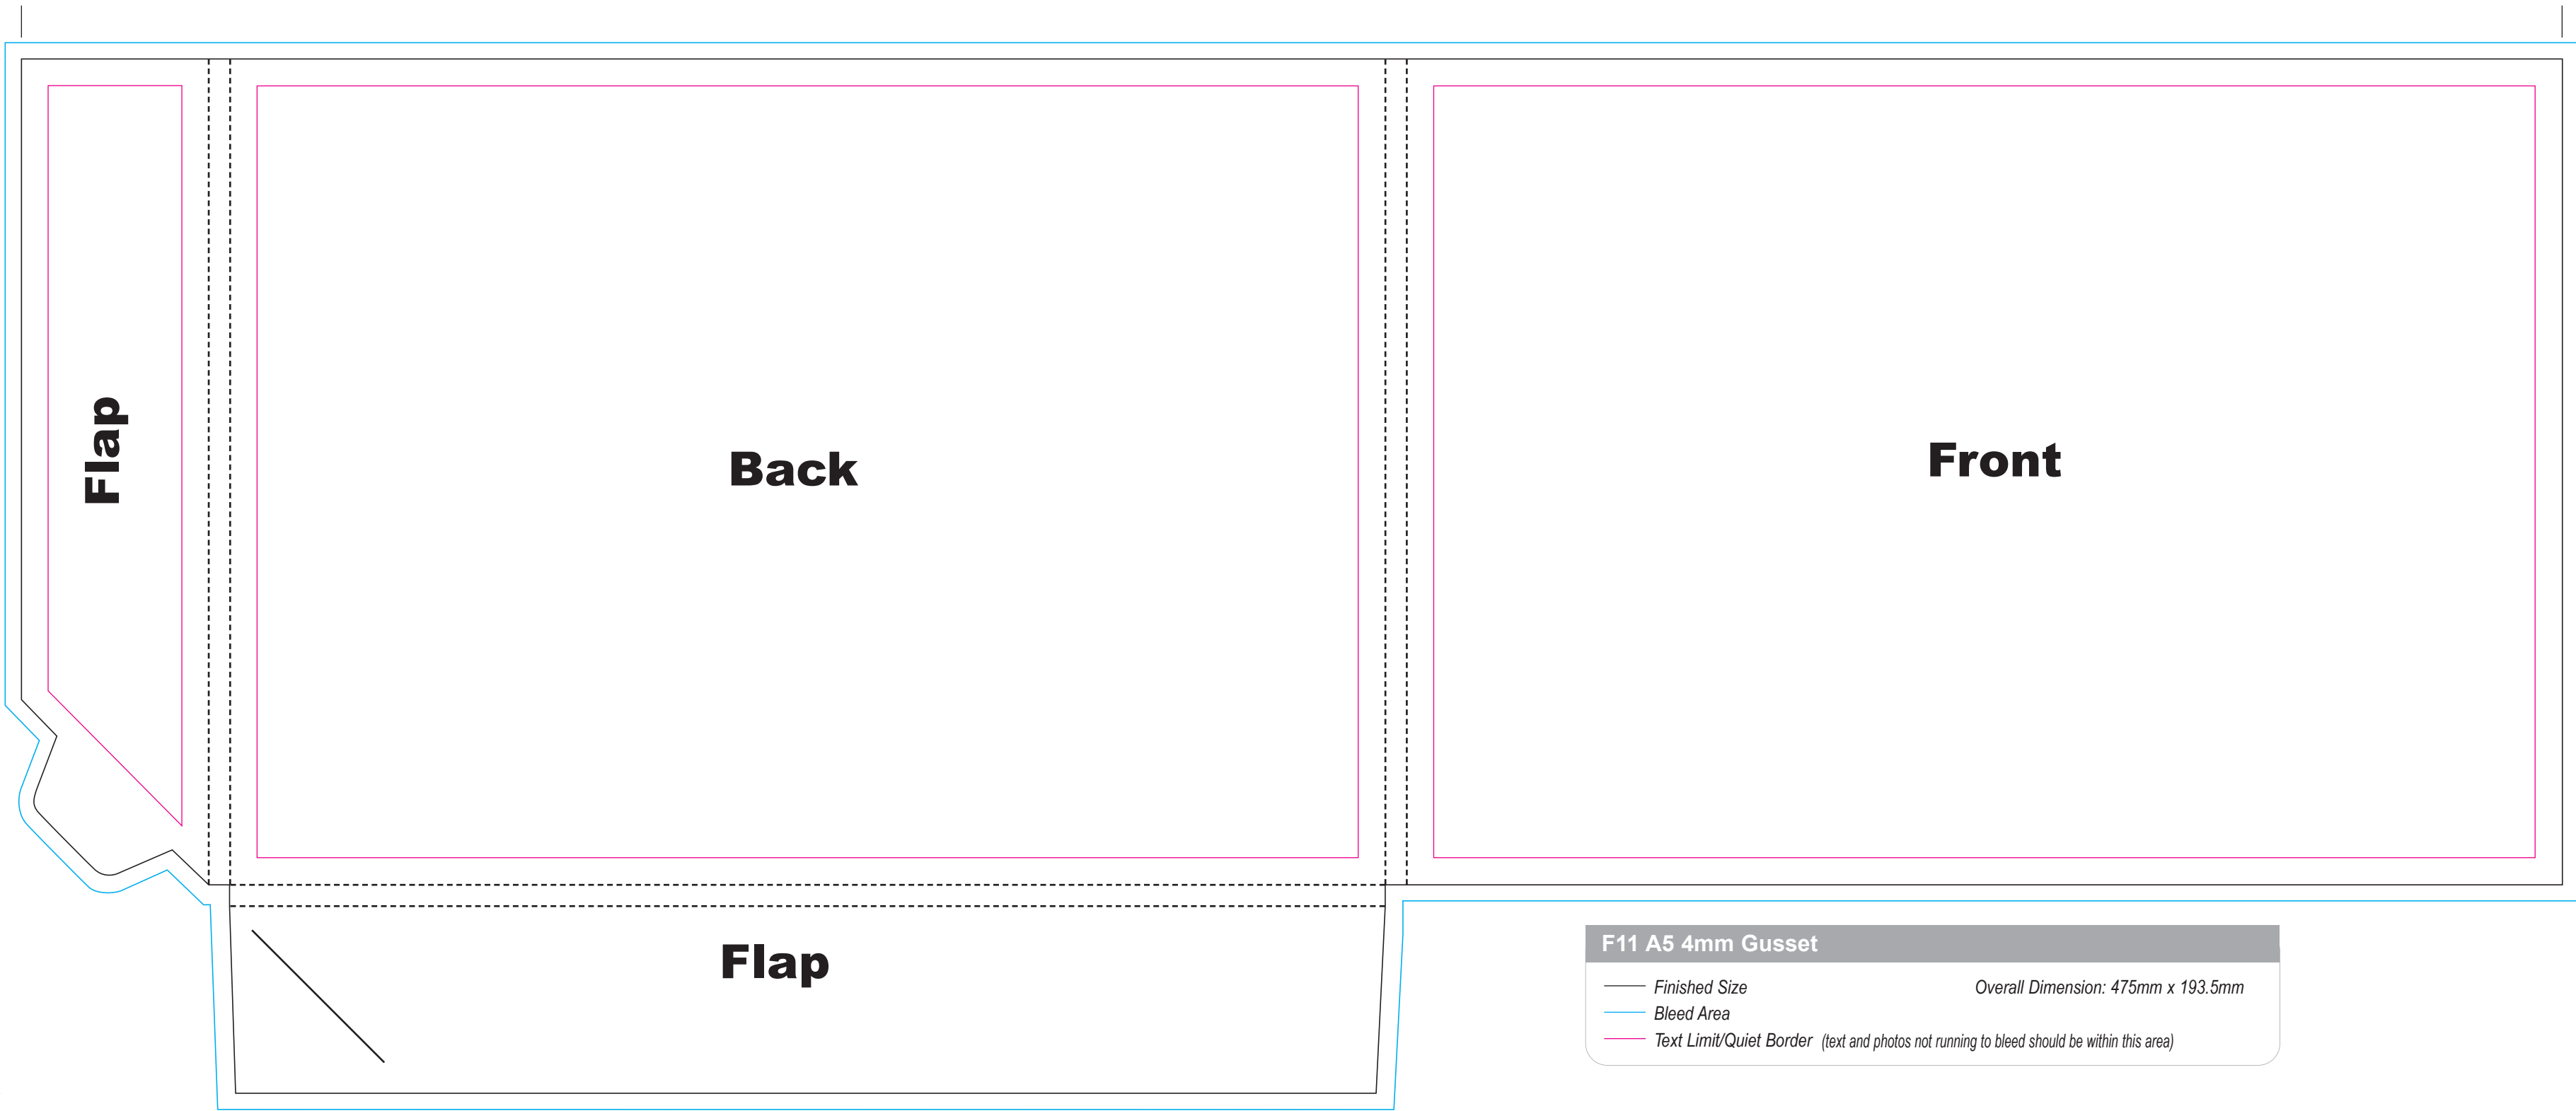 Flap
Back
Front
Flap
F11 A5 4mm Gusset
Finished Size Overall Dimension: 475mm x 193.5mm
Bleed Area
Text Limit/Quiet Border (text and photos not running to bleed should be within this area)